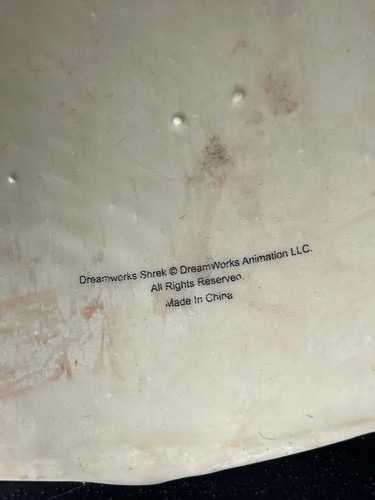 Dreamworks Shrek © DreamWorks Animation LLC.
All Rights Reserved.
Made In China